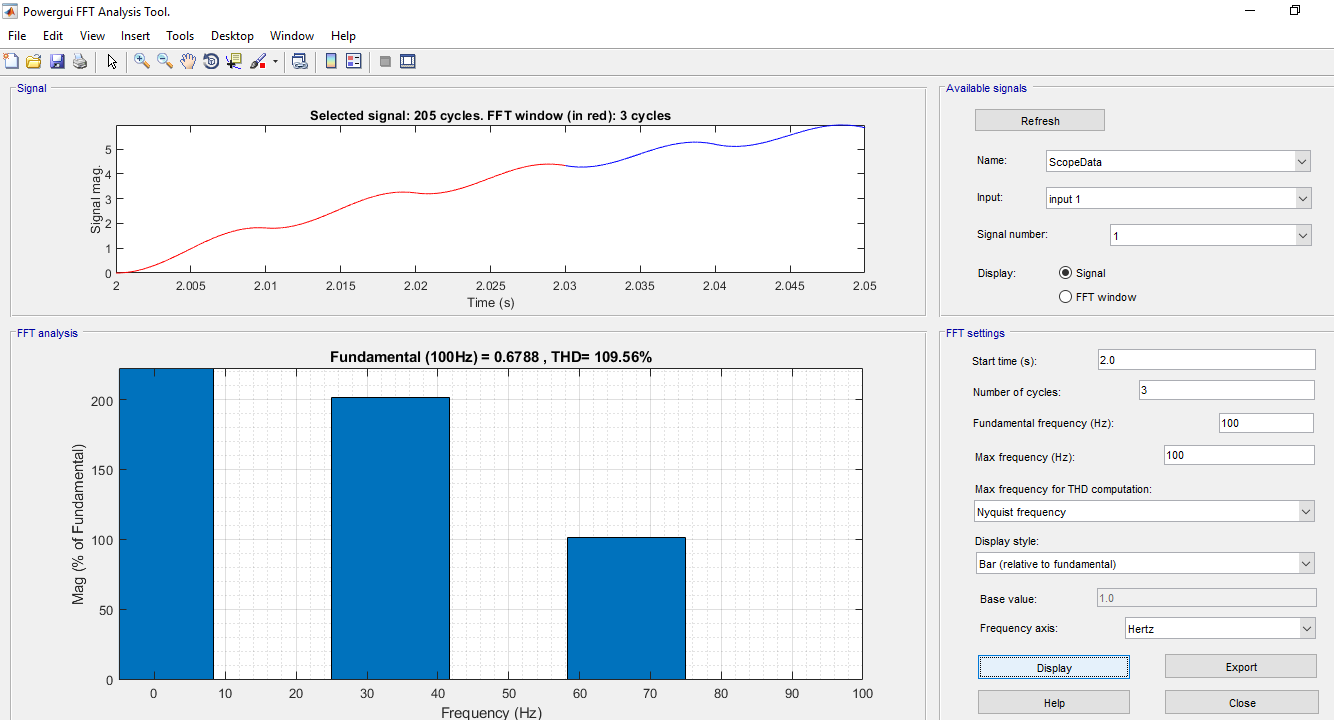 Powergui FFT Analysis Tool.
File Edit View Insert Tools Desktop Window Help
Signal
Selected signal: 205 cycles. FFT window (in red): 3 cycles
Signal mag.
5
4
3
2
1
0
2 2.005 2.01 2.015 2.02 2.025 2.03 2.035 2.04 2.045 2.05
Time (s)
FFT analysis
Fundamental (100Hz) = 0.6788 , THD= 109.56%
Mag (% of Fundamental)
200
150
100
50
0
0 10 20 30 40 50 60 70 80 90 100
Frequency (Hz)
Available signals
Refresh
Name: ScopeData
Input: input 1
Signal number: 1
Display: Signal
FFT window
FFT settings
Start time (s): 2.0
Number of cycles: 3
Fundamental frequency (Hz): 100
Max frequency (Hz): 100
Max frequency for THD computation:
Nyquist frequency
Display style:
Bar (relative to fundamental)
Base value: 1.0
Frequency axis: Hertz
Display Export
Help Close